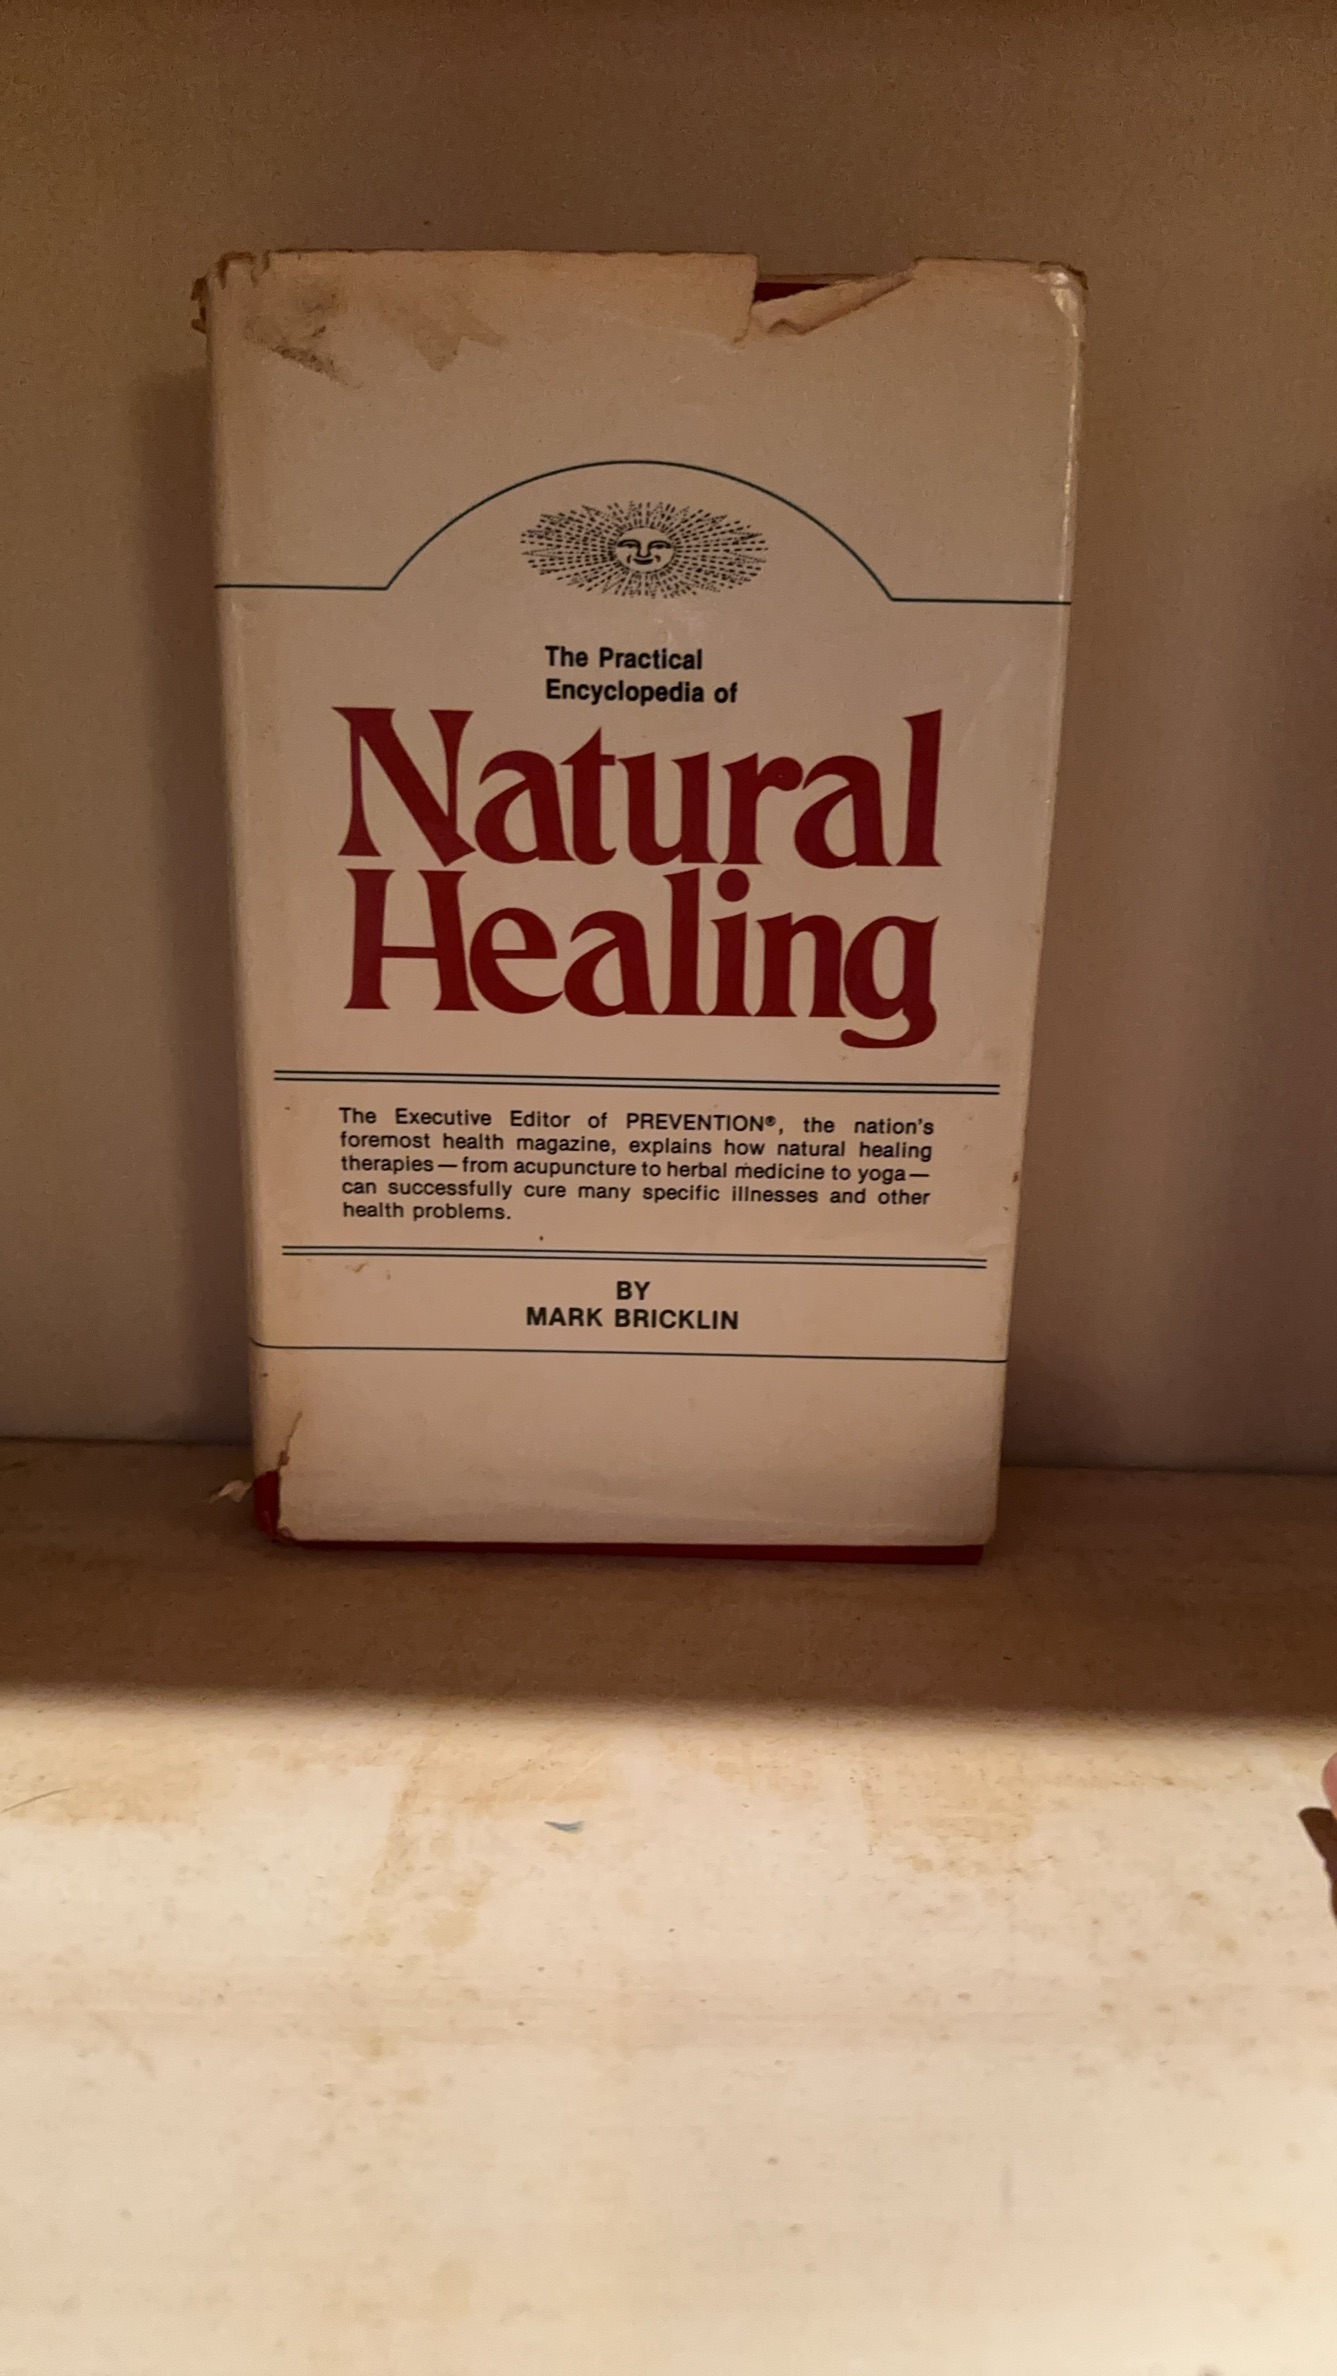 The Practical
Encyclopedia of
Natural
Healing
The Executive Editor of PREVENTION®, the nation's
foremost health magazine, explains how natural healing
therapies — from acupuncture to herbal medicine to yoga —
can successfully cure many specific illnesses and other
health problems.
BY
MARK BRICKLIN